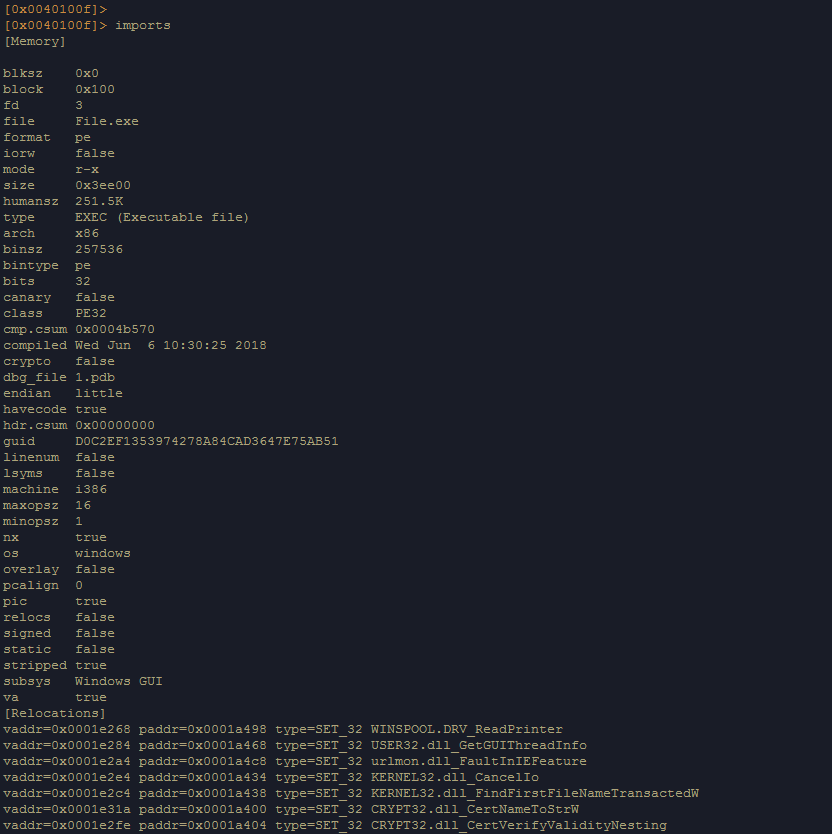 [0x0040100f]>
[0x0040100f]> imports
[Memory]
blksz 0x0
block 0x100
fd 3
file File.exe
format pe
iorw false
mode r-x
size 0x3ee00
humansz 251.5K
type EXEC (Executable file)
arch x86
binsz 257536
bintype pe
bits 32
canary false
class PE32
cmp.csum 0x0004b570
compiled Wed Jun  6 10:30:25 2018
crypto false
dbg_file 1.pdb
endian little
havecode true
hdr.csum 0x00000000
guid D0C2EF1353974278A84CAD3647E75AB51
linenum false
lsyms false
machine i386
maxopsz 16
minopsz 1
nx true
os windows
overlay false
pcalign 0
pic true
relocs false
signed false
static false
stripped true
subsys Windows GUI
va true
[Relocations]
vaddr=0x0001e268 paddr=0x0001a498 type=SET_32 WINSPOOL.DRV_ReadPrinter
vaddr=0x0001e284 paddr=0x0001a468 type=SET_32 USER32.dll_GetGUIThreadInfo
vaddr=0x0001e2a4 paddr=0x0001a4c8 type=SET_32 urlmon.dll_FaultInIEFeature
vaddr=0x0001e2e4 paddr=0x0001a434 type=SET_32 KERNEL32.dll_CancelIo
vaddr=0x0001e2c4 paddr=0x0001a438 type=SET_32 KERNEL32.dll_FindFirstFileNameTransactedW
vaddr=0x0001e31a paddr=0x0001a400 type=SET_32 CRYPT32.dll_CertNameToStrW
vaddr=0x0001e2fe paddr=0x0001a404 type=SET_32 CRYPT32.dll_CertVerifyValidityNesting